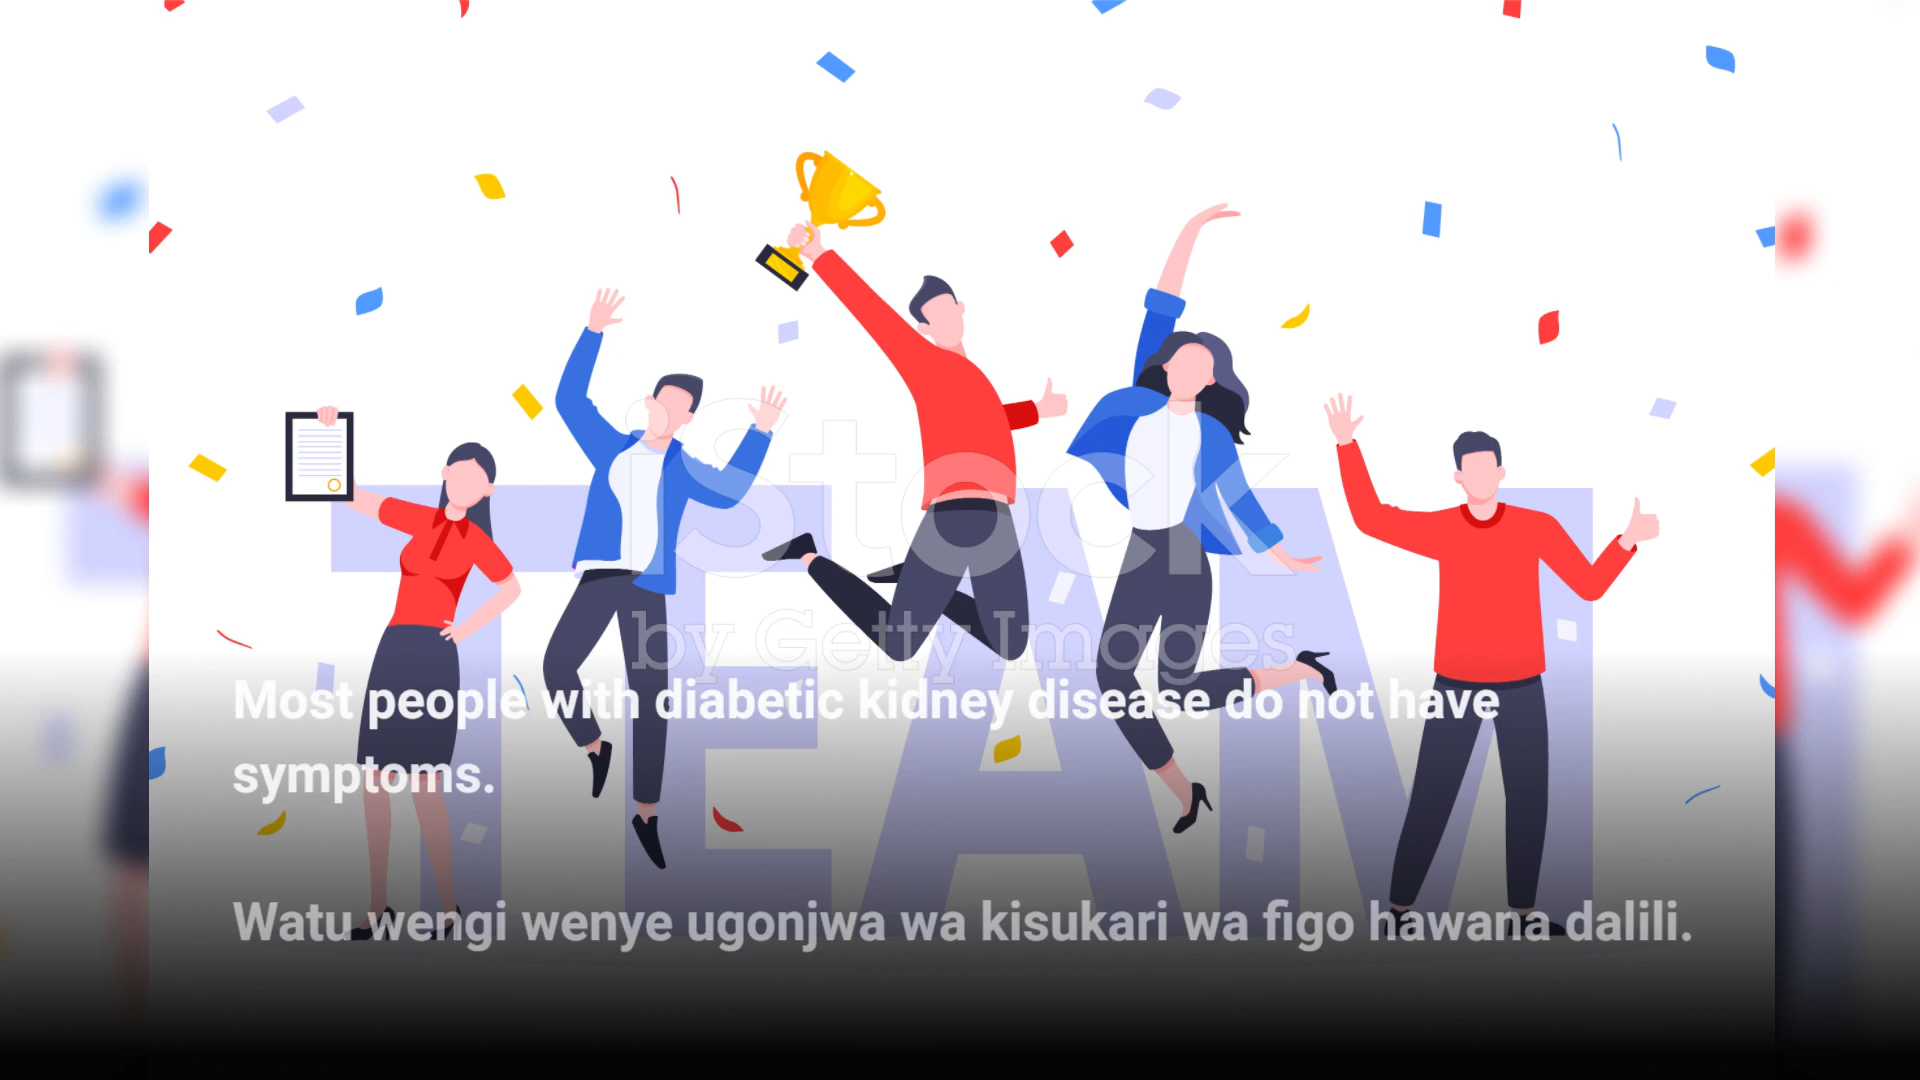 TEAM
iStock
by Getty Images
Most people with diabetic kidney disease do not have
symptoms.
Watu wengi wenye ugonjwa wa kisukari wa figo hawana dalili.